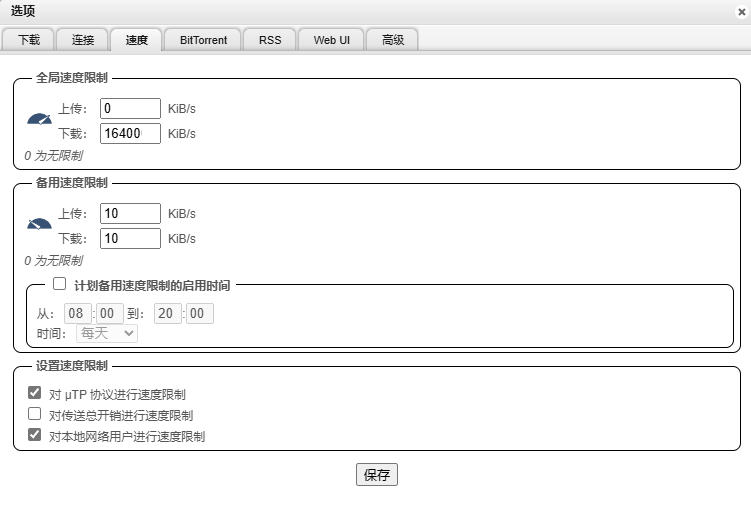 选项
下载 连接 速度 BitTorrent RSS Web UI 高级
全局速度限制
上传： 0 KiB/s
下载： 16400 KiB/s
0 为无限制
备用速度限制
上传： 10 KiB/s
下载： 10 KiB/s
0 为无限制
计划备用速度限制的启用时间
从： 08 : 00 到： 20 : 00
时间： 每天
设置速度限制
对 μTP 协议进行速度限制
对传送总开销进行速度限制
对本地网络用户进行速度限制
保存